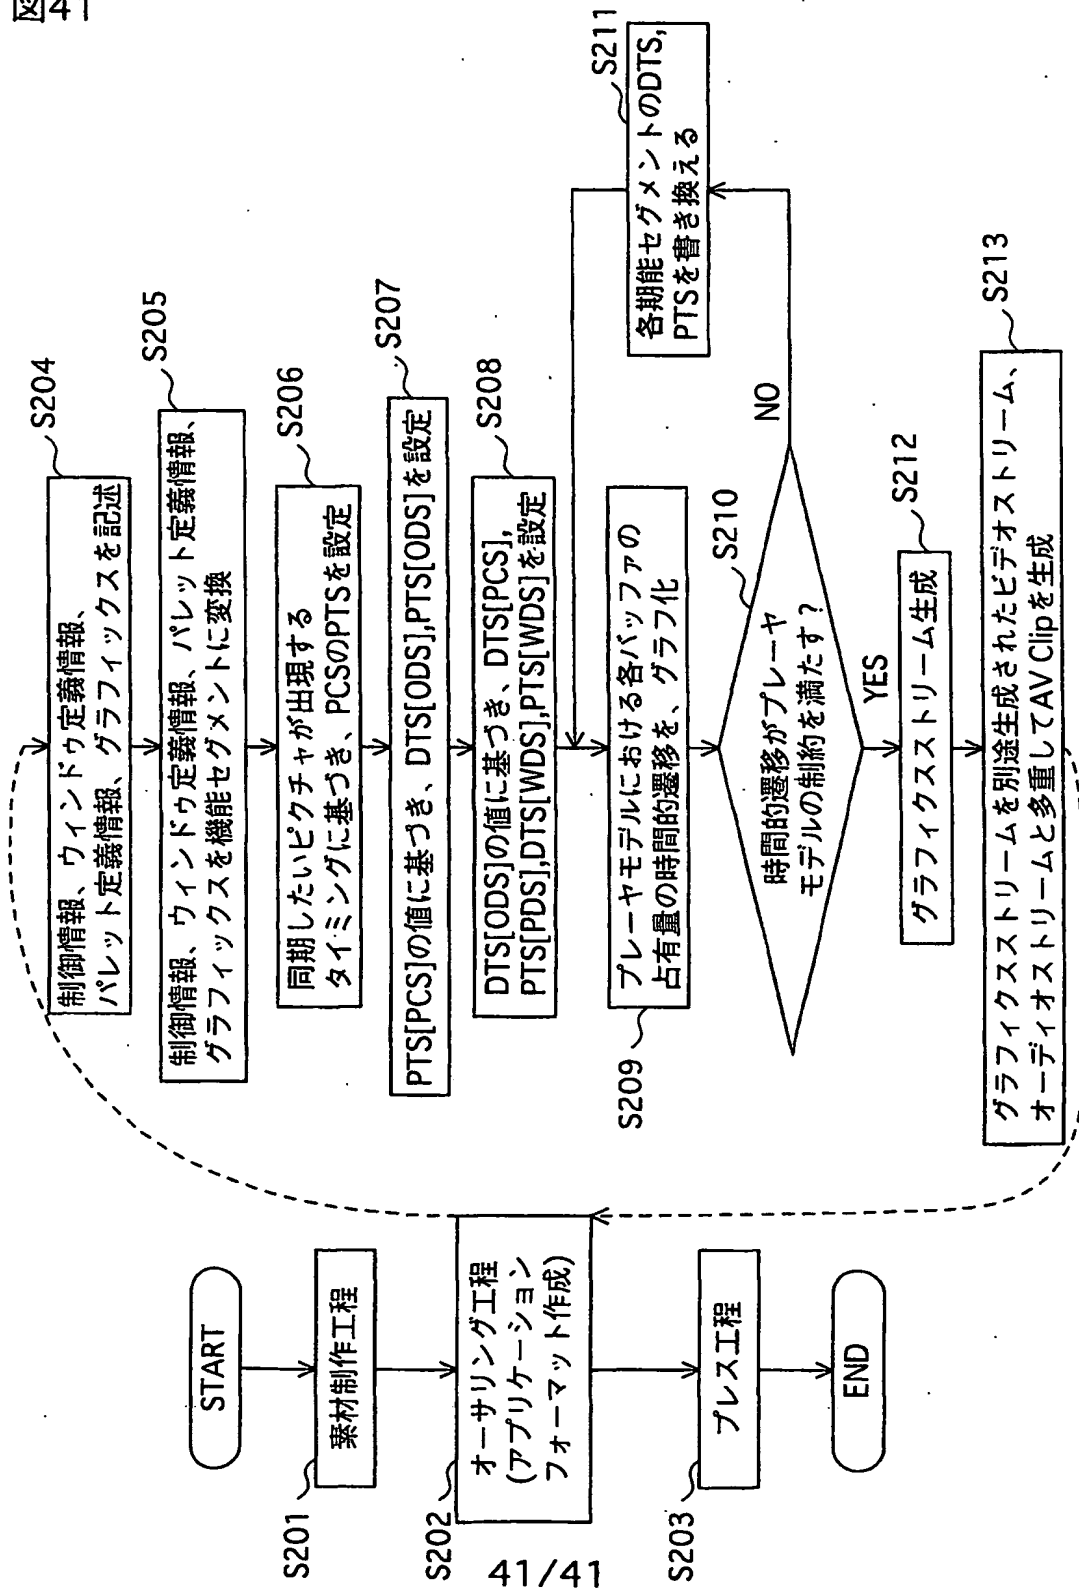 図41
START
S201
素材制作工程
S202
オーサリング工程
(アプリケーション
フォーマット作成)
S203
プレス工程
END
S204
制御情報、ウィンドゥ定義情報、
パレット定義情報、グラフィックスを記述
S205
制御情報、ウィンドゥ定義情報、パレット定義情報、
グラフィックスを機能セグメントに変換
S206
同期したいピクチャが出現する
タイミングに基づき、PCSのPTSを設定
S207
PTS[PCS]の値に基づき、DTS[ODS],PTS[ODS]を設定
S208
DTS[ODS]の値に基づき、DTS[PCS],
PTS[PDS],DTS[WDS],PTS[WDS]を設定
S209
プレーヤモデルにおける各バッファの
占有量の時間的遷移を、グラフ化
S210
時間的遷移がプレーヤ
モデルの制約を満たす?
NO
YES
S211
各期能セグメントのDTS,
PTSを書き換える
S212
グラフィクスストリーム生成
S213
グラフィクスストリームを別途生成されたビデオストリーム、
オーディオストリームと多重してAV Clipを生成
41/41